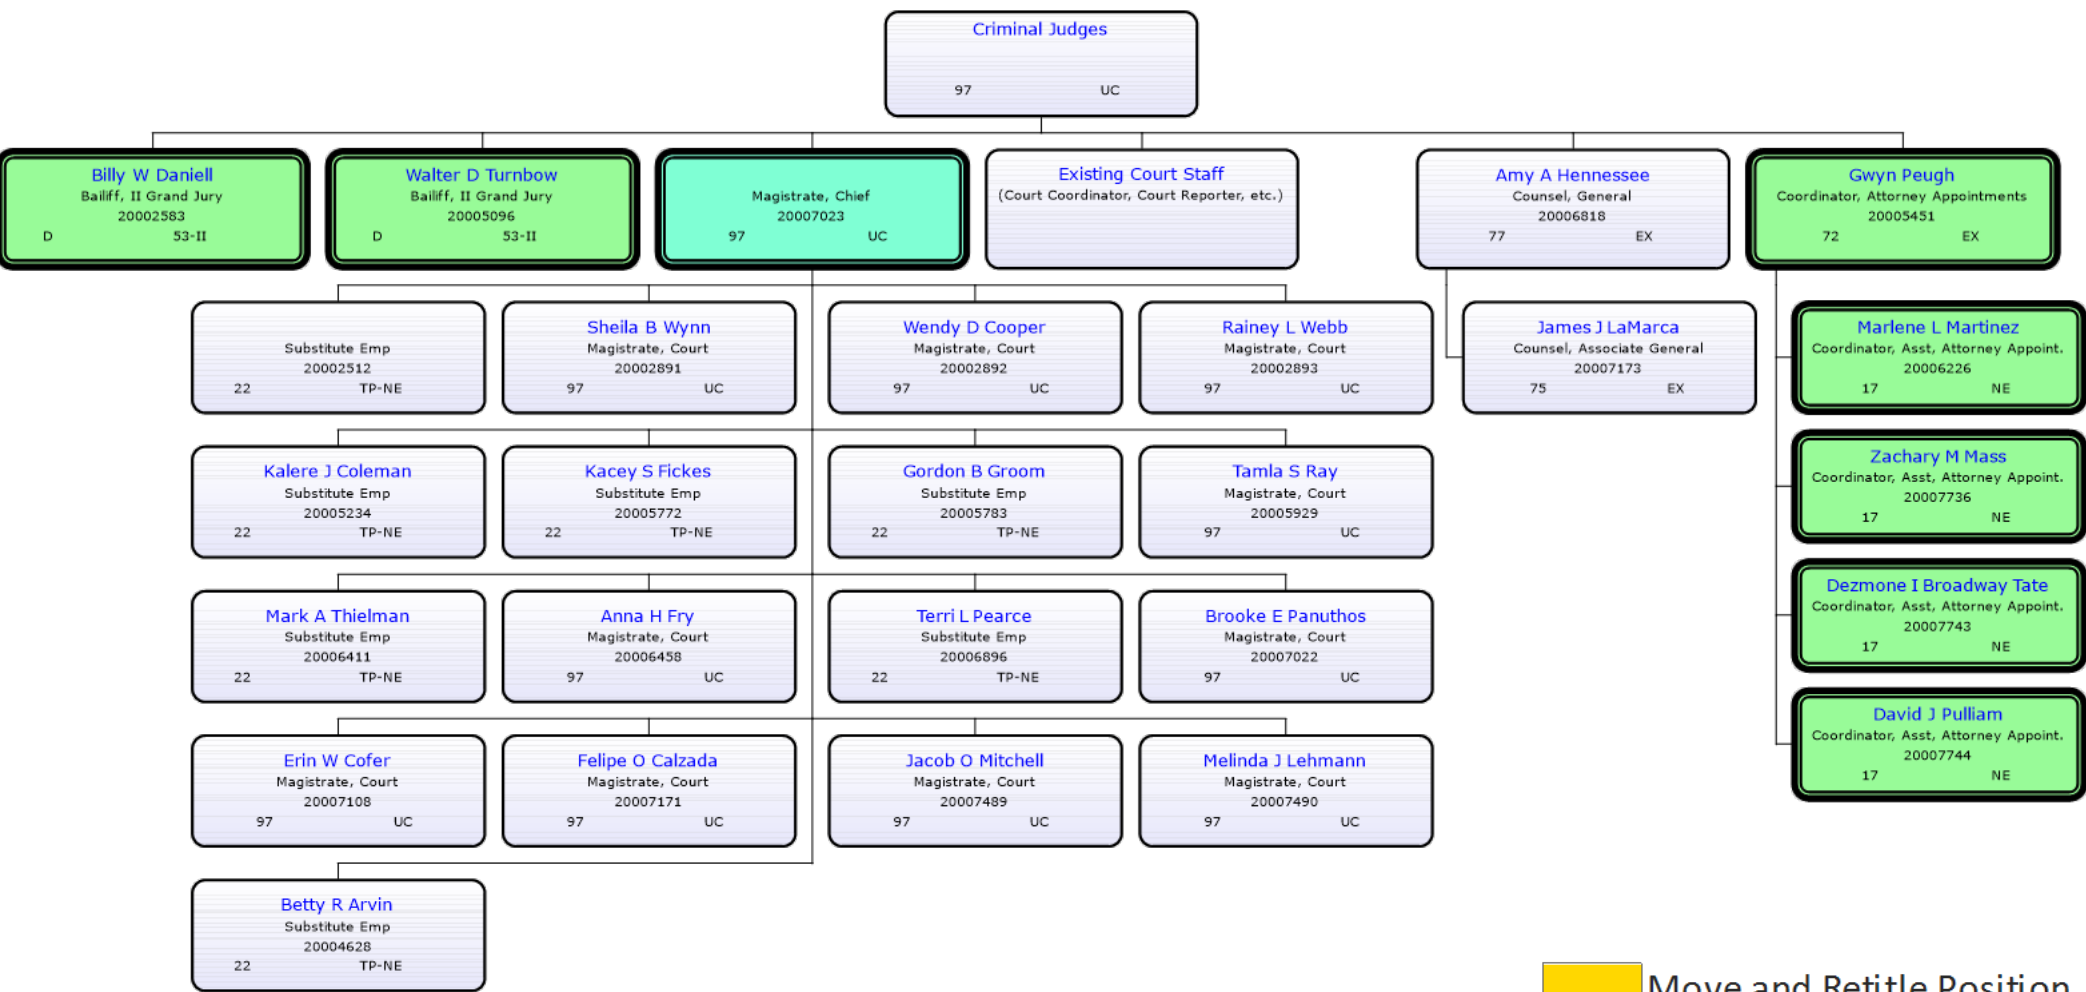 Criminal Judges
97 UC
Billy W Daniell
Bailiff, II Grand Jury
20002583
D 53-II
Walter D Turnbow
Bailiff, II Grand Jury
20005096
D 53-II
Magistrate, Chief
20007023
97 UC
Existing Court Staff
(Court Coordinator, Court Reporter, etc.)
Amy A Hennessee
Counsel, General
20006818
77 EX
Gwyn Peugh
Coordinator, Attorney Appointments
20005451
72 EX
Substitute Emp
20002512
22 TP-NE
Sheila B Wynn
Magistrate, Court
20002891
97 UC
Wendy D Cooper
Magistrate, Court
20002892
97 UC
Rainey L Webb
Magistrate, Court
20002893
97 UC
James J LaMarca
Counsel, Associate General
20007173
75 EX
Marlene L Martinez
Coordinator, Asst, Attorney Appoint.
20006226
17 NE
Kalere J Coleman
Substitute Emp
20005234
22 TP-NE
Kacey S Fickes
Substitute Emp
20005772
22 TP-NE
Gordon B Groom
Substitute Emp
20005783
22 TP-NE
Tamla S Ray
Magistrate, Court
20005929
97 UC
Zachary M Mass
Coordinator, Asst, Attorney Appoint.
20007736
17 NE
Mark A Thielman
Substitute Emp
20006411
22 TP-NE
Anna H Fry
Magistrate, Court
20006458
97 UC
Terri L Pearce
Substitute Emp
20006896
22 TP-NE
Brooke E Panuthos
Magistrate, Court
20007022
97 UC
Dezmone I Broadway Tate
Coordinator, Asst, Attorney Appoint.
20007743
17 NE
Erin W Cofer
Magistrate, Court
20007108
97 UC
Felipe O Calzada
Magistrate, Court
20007171
97 UC
Jacob O Mitchell
Magistrate, Court
20007489
97 UC
Melinda J Lehmann
Magistrate, Court
20007490
97 UC
David J Pulliam
Coordinator, Asst, Attorney Appoint.
20007744
17 NE
Betty R Arvin
Substitute Emp
20004628
22 TP-NE
Move and Retitle Position